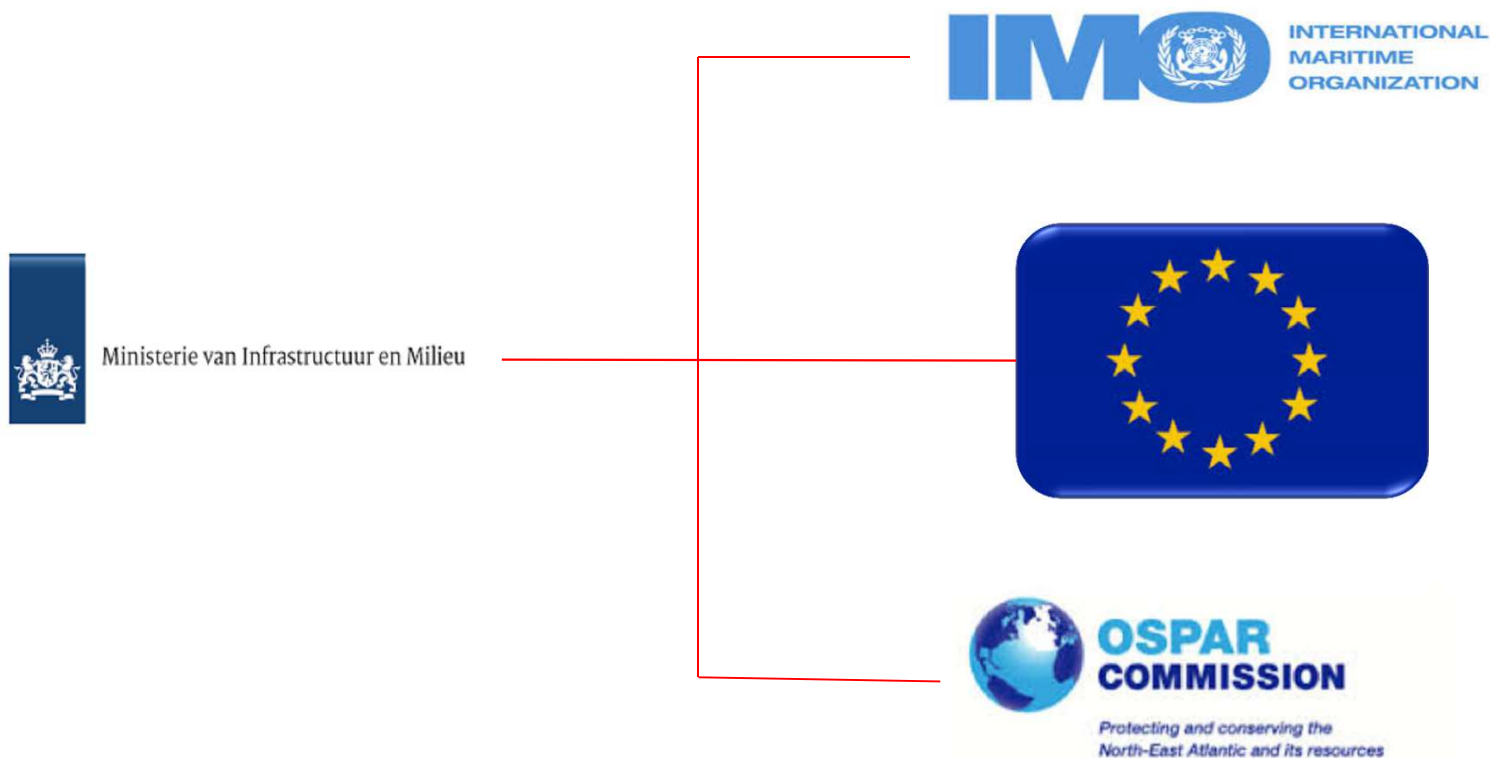 IMO
INTERNATIONAL
MARITIME
ORGANIZATION
Ministerie van Infrastructuur en Milieu
OSPAR
COMMISSION
Protecting and conserving the
North-East Atlantic and its resources